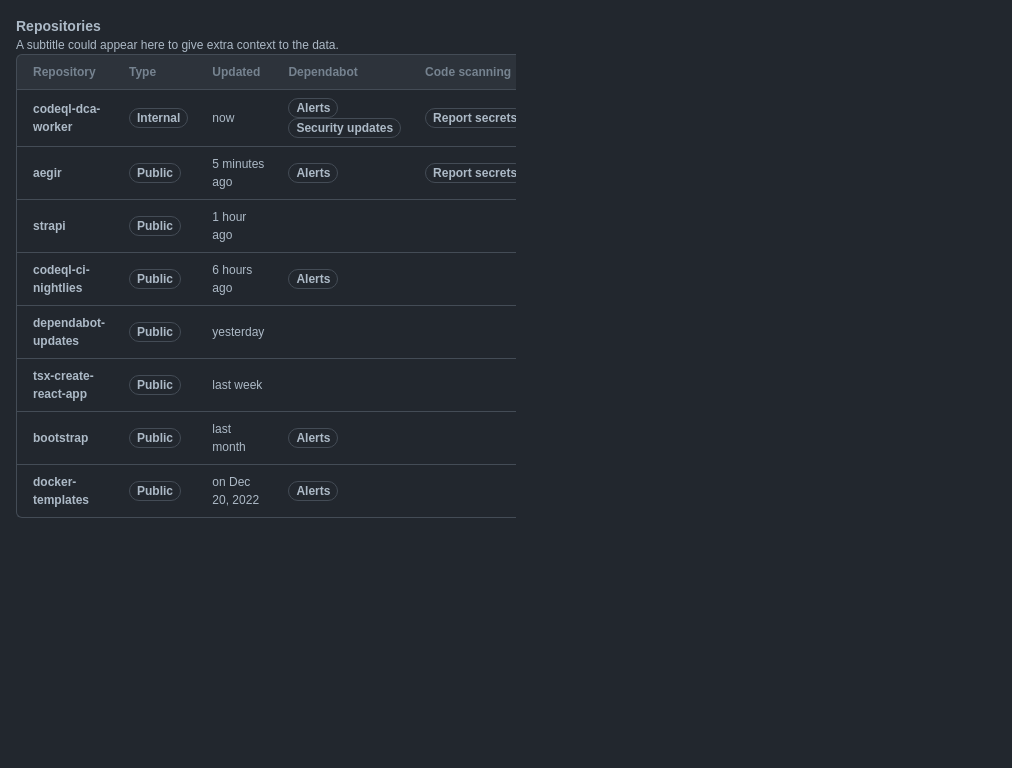 Repositories
A subtitle could appear here to give extra context to the data.
Repository Type Updated Dependabot Code scanning
codeql-dca-
worker
Internal
now
Alerts
Security updates
Report secrets
aegir
Public
5 minutes
ago
Alerts
Report secrets
strapi
Public
1 hour
ago
codeql-ci-
nightlies
Public
6 hours
ago
Alerts
dependabot-
updates
Public
yesterday
tsx-create-
react-app
Public
last week
bootstrap
Public
last
month
Alerts
docker-
templates
Public
on Dec
20, 2022
Alerts